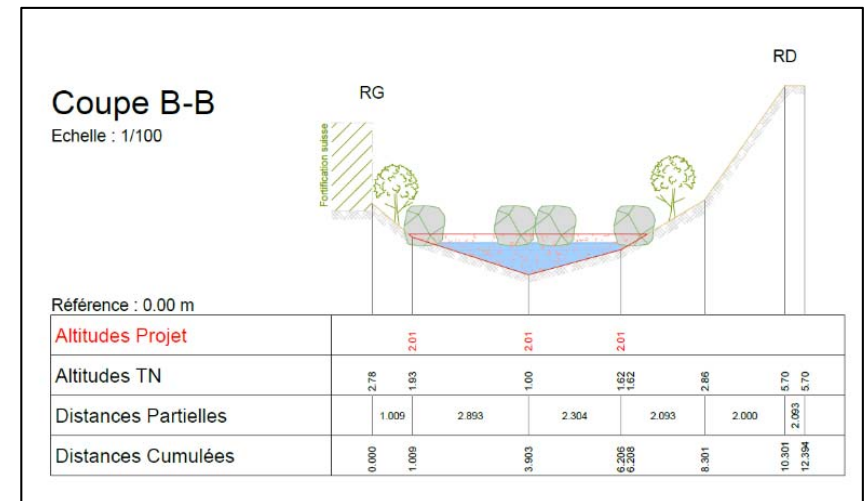 RD
RG
Coupe B-B
Echelle : 1/100
Fortification suisse
Référence : 0.00 m
Altitudes Projet 2.01 2.01 2.01
Altitudes TN 2.78 1.93 1.00 1.62 1.62 2.86 5.70 5.70
Distances Partielles 1.009 2.893 2.304 2.093 2.000 2.093
Distances Cumulées 0.000 1.009 3.903 6.206 6.208 8.301 10.301 12.394